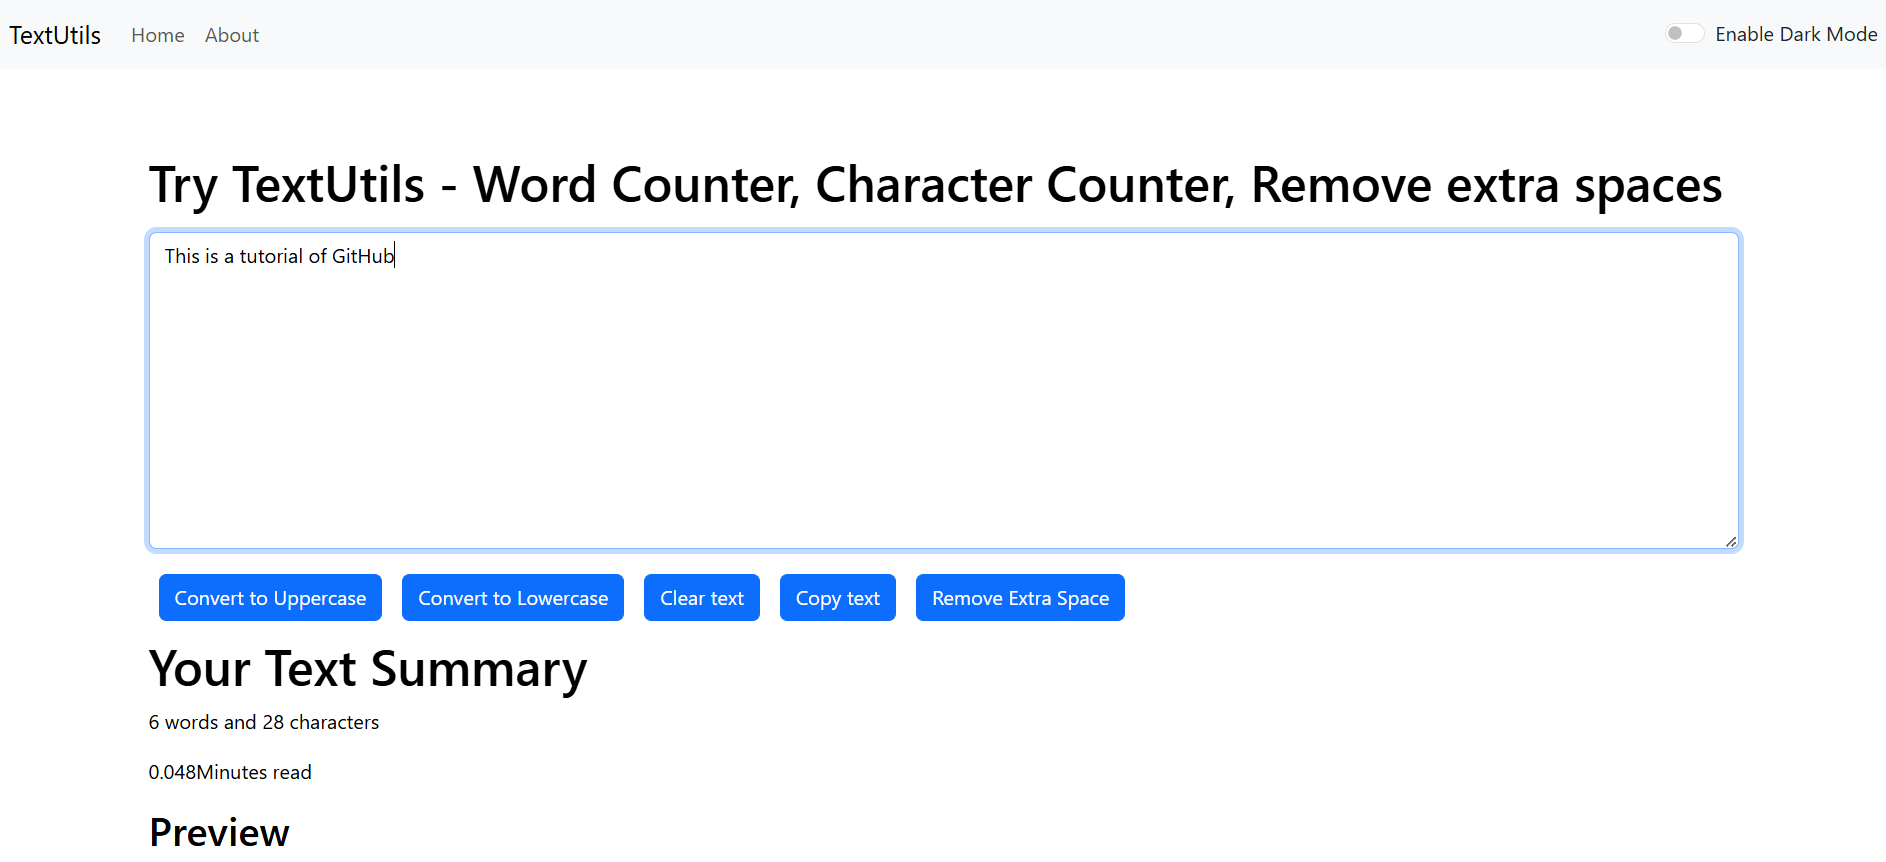 TextUtils Home About Enable Dark Mode
Try TextUtils - Word Counter, Character Counter, Remove extra spaces
This is a tutorial of GitHub
Convert to Uppercase Convert to Lowercase Clear text Copy text Remove Extra Space
Your Text Summary
6 words and 28 characters
0.048Minutes read
Preview